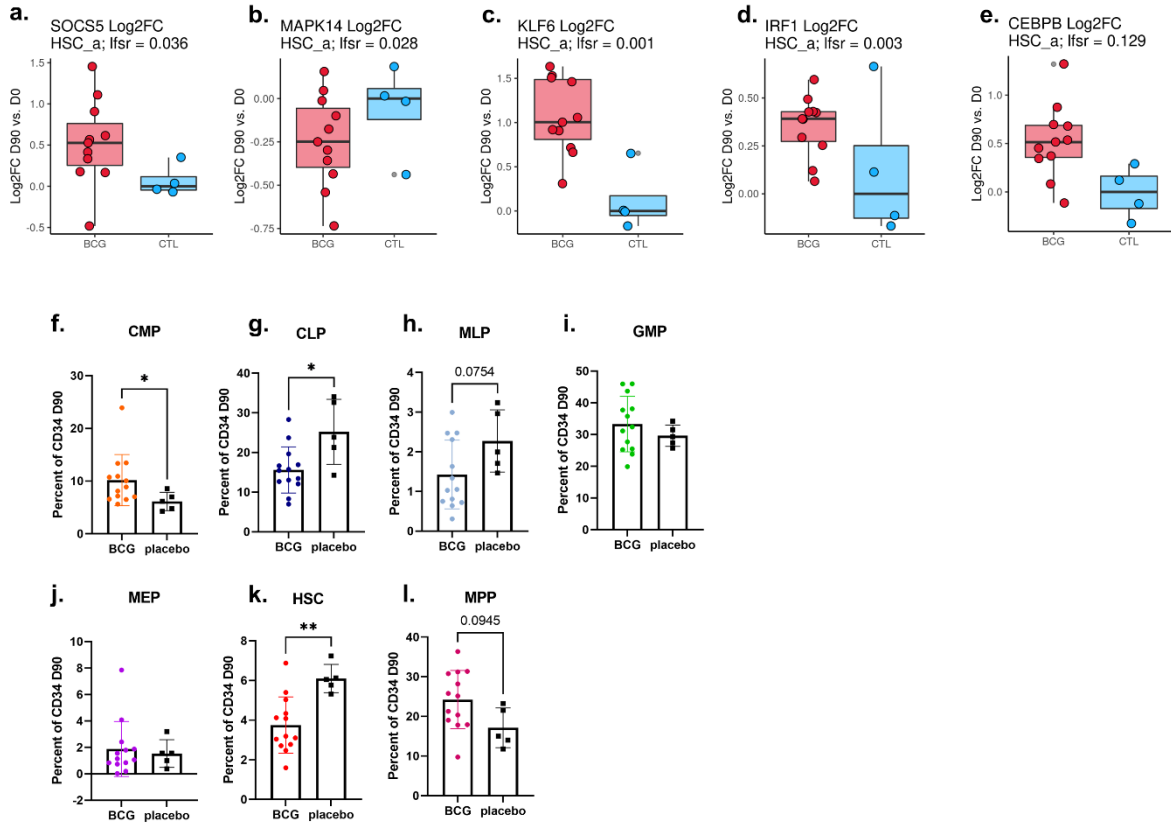 a.
SOCS5 Log2FC
HSC_a; lfsr = 0.036
Log2FC D90 vs. D0
1.5
1.0
0.5
0.0
-0.5
BCG
CTL
b.
MAPK14 Log2FC
HSC_a; lfsr = 0.028
Log2FC D90 vs. D0
0.00
-0.25
-0.50
-0.75
BCG
CTL
c.
KLF6 Log2FC
HSC_a; lfsr = 0.001
Log2FC D90 vs. D0
1.5
1.0
0.5
0.0
BCG
CTL
d.
IRF1 Log2FC
HSC_a; lfsr = 0.003
Log2FC D90 vs. D0
0.50
0.25
0.00
BCG
CTL
e.
CEBPB Log2FC
HSC_a; lfsr = 0.129
Log2FC D90 vs. D0
1.0
0.5
0.0
BCG
CTL
f.
CMP
Percent of CD34 D90
30
20
10
0
*
BCG
placebo
g.
CLP
Percent of CD34 D90
40
30
20
10
0
*
BCG
placebo
h.
MLP
Percent of CD34 D90
4
3
2
1
0
0.0754
BCG
placebo
i.
GMP
Percent of CD34 D90
50
40
30
20
10
0
BCG
placebo
j.
MEP
Percent of CD34 D90
10
8
6
4
2
0
-2
BCG
placebo
k.
HSC
Percent of CD34 D90
8
6
4
2
0
**
BCG
placebo
l.
MPP
Percent of CD34 D90
40
30
20
10
0
0.0945
BCG
placebo